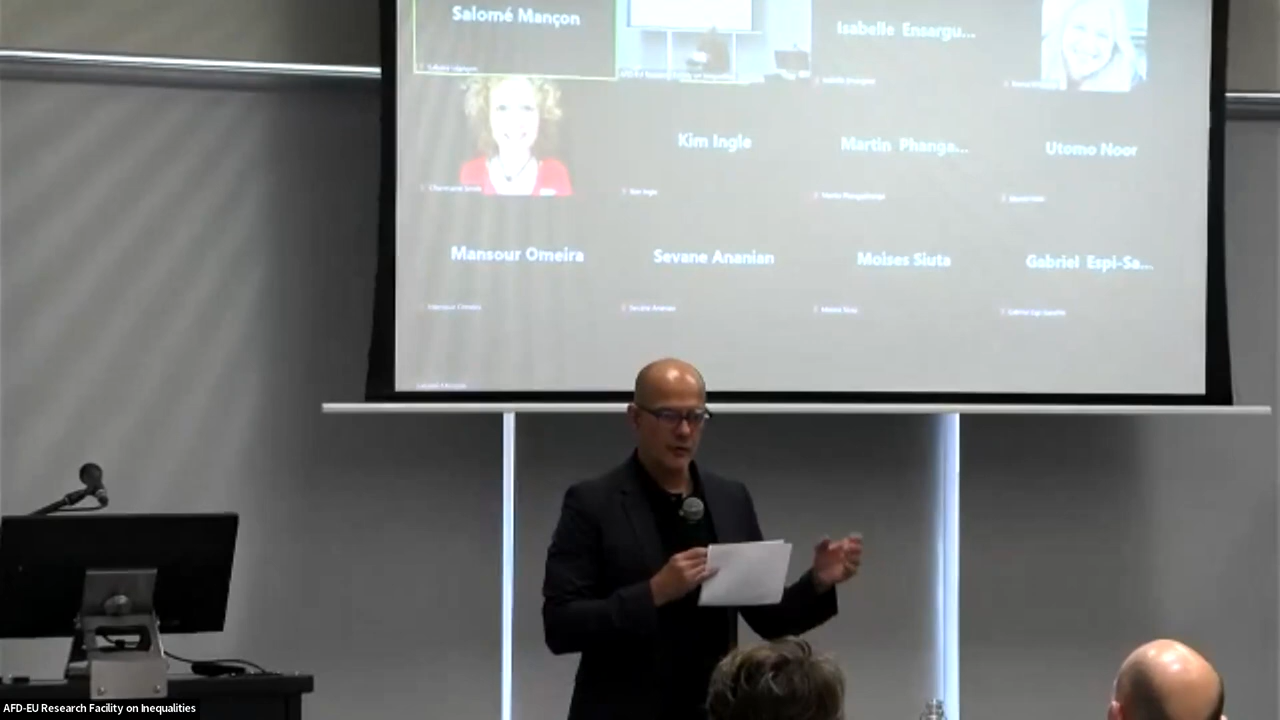 Salomé Mançon
Isabelle Ensargu...
Kim Ingle
Martin Phanga...
Utomo Noor
Mansour Omeira
Sevane Ananian
Moises Siuta
Gabriel Espi-Sa...
AFD-EU Research Facility on Inequalities